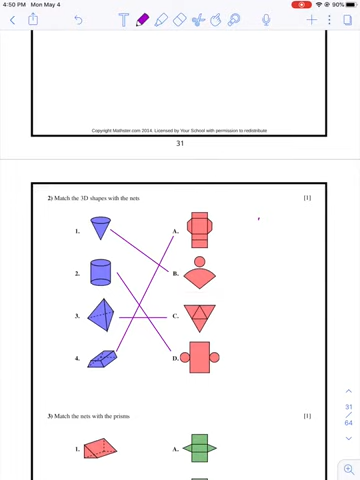 4:50 PM Mon May 4
90%
T
Copyright Mathster.com 2014. Licensed by Your School with permission to redistribute
31
2) Match the 3D shapes with the nets [1]
1. A.
2. B.
3. C.
4. D.
31
/
64
3) Match the nets with the prisms [1]
1. A.